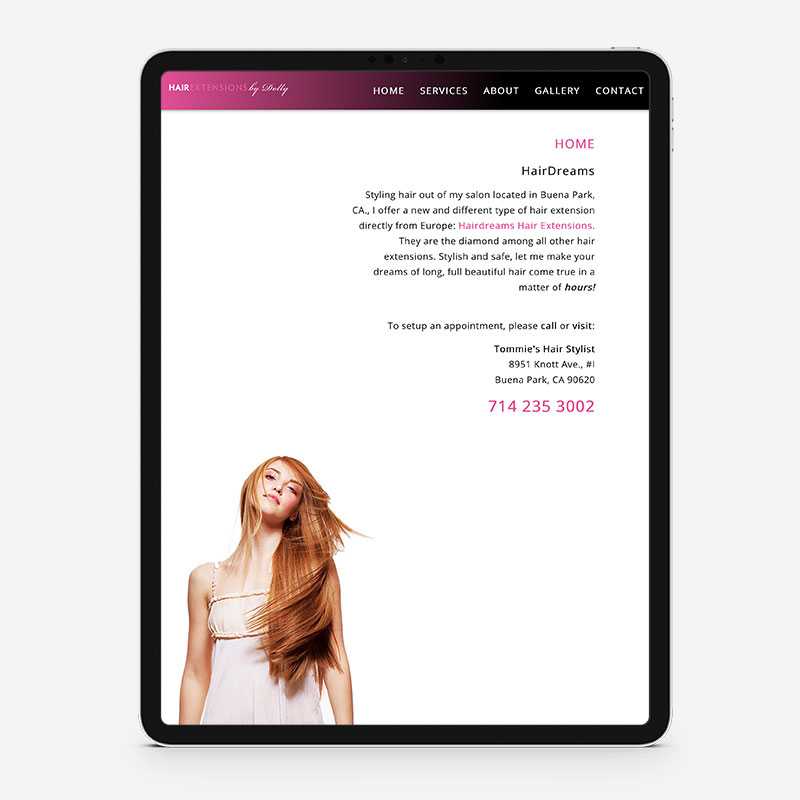 HAIREXTENSIONS by Dolly
HOME SERVICES ABOUT GALLERY CONTACT
HOME
HairDreams
Styling hair out of my salon located in Buena Park,
CA., I offer a new and different type of hair extension
directly from Europe: Hairdreams Hair Extensions.
They are the diamond among all other hair
extensions. Stylish and safe, let me make your
dreams of long, full beautiful hair come true in a
matter of hours!
To setup an appointment, please call or visit:
Tommie's Hair Stylist
8951 Knott Ave., #I
Buena Park, CA 90620
714 235 3002